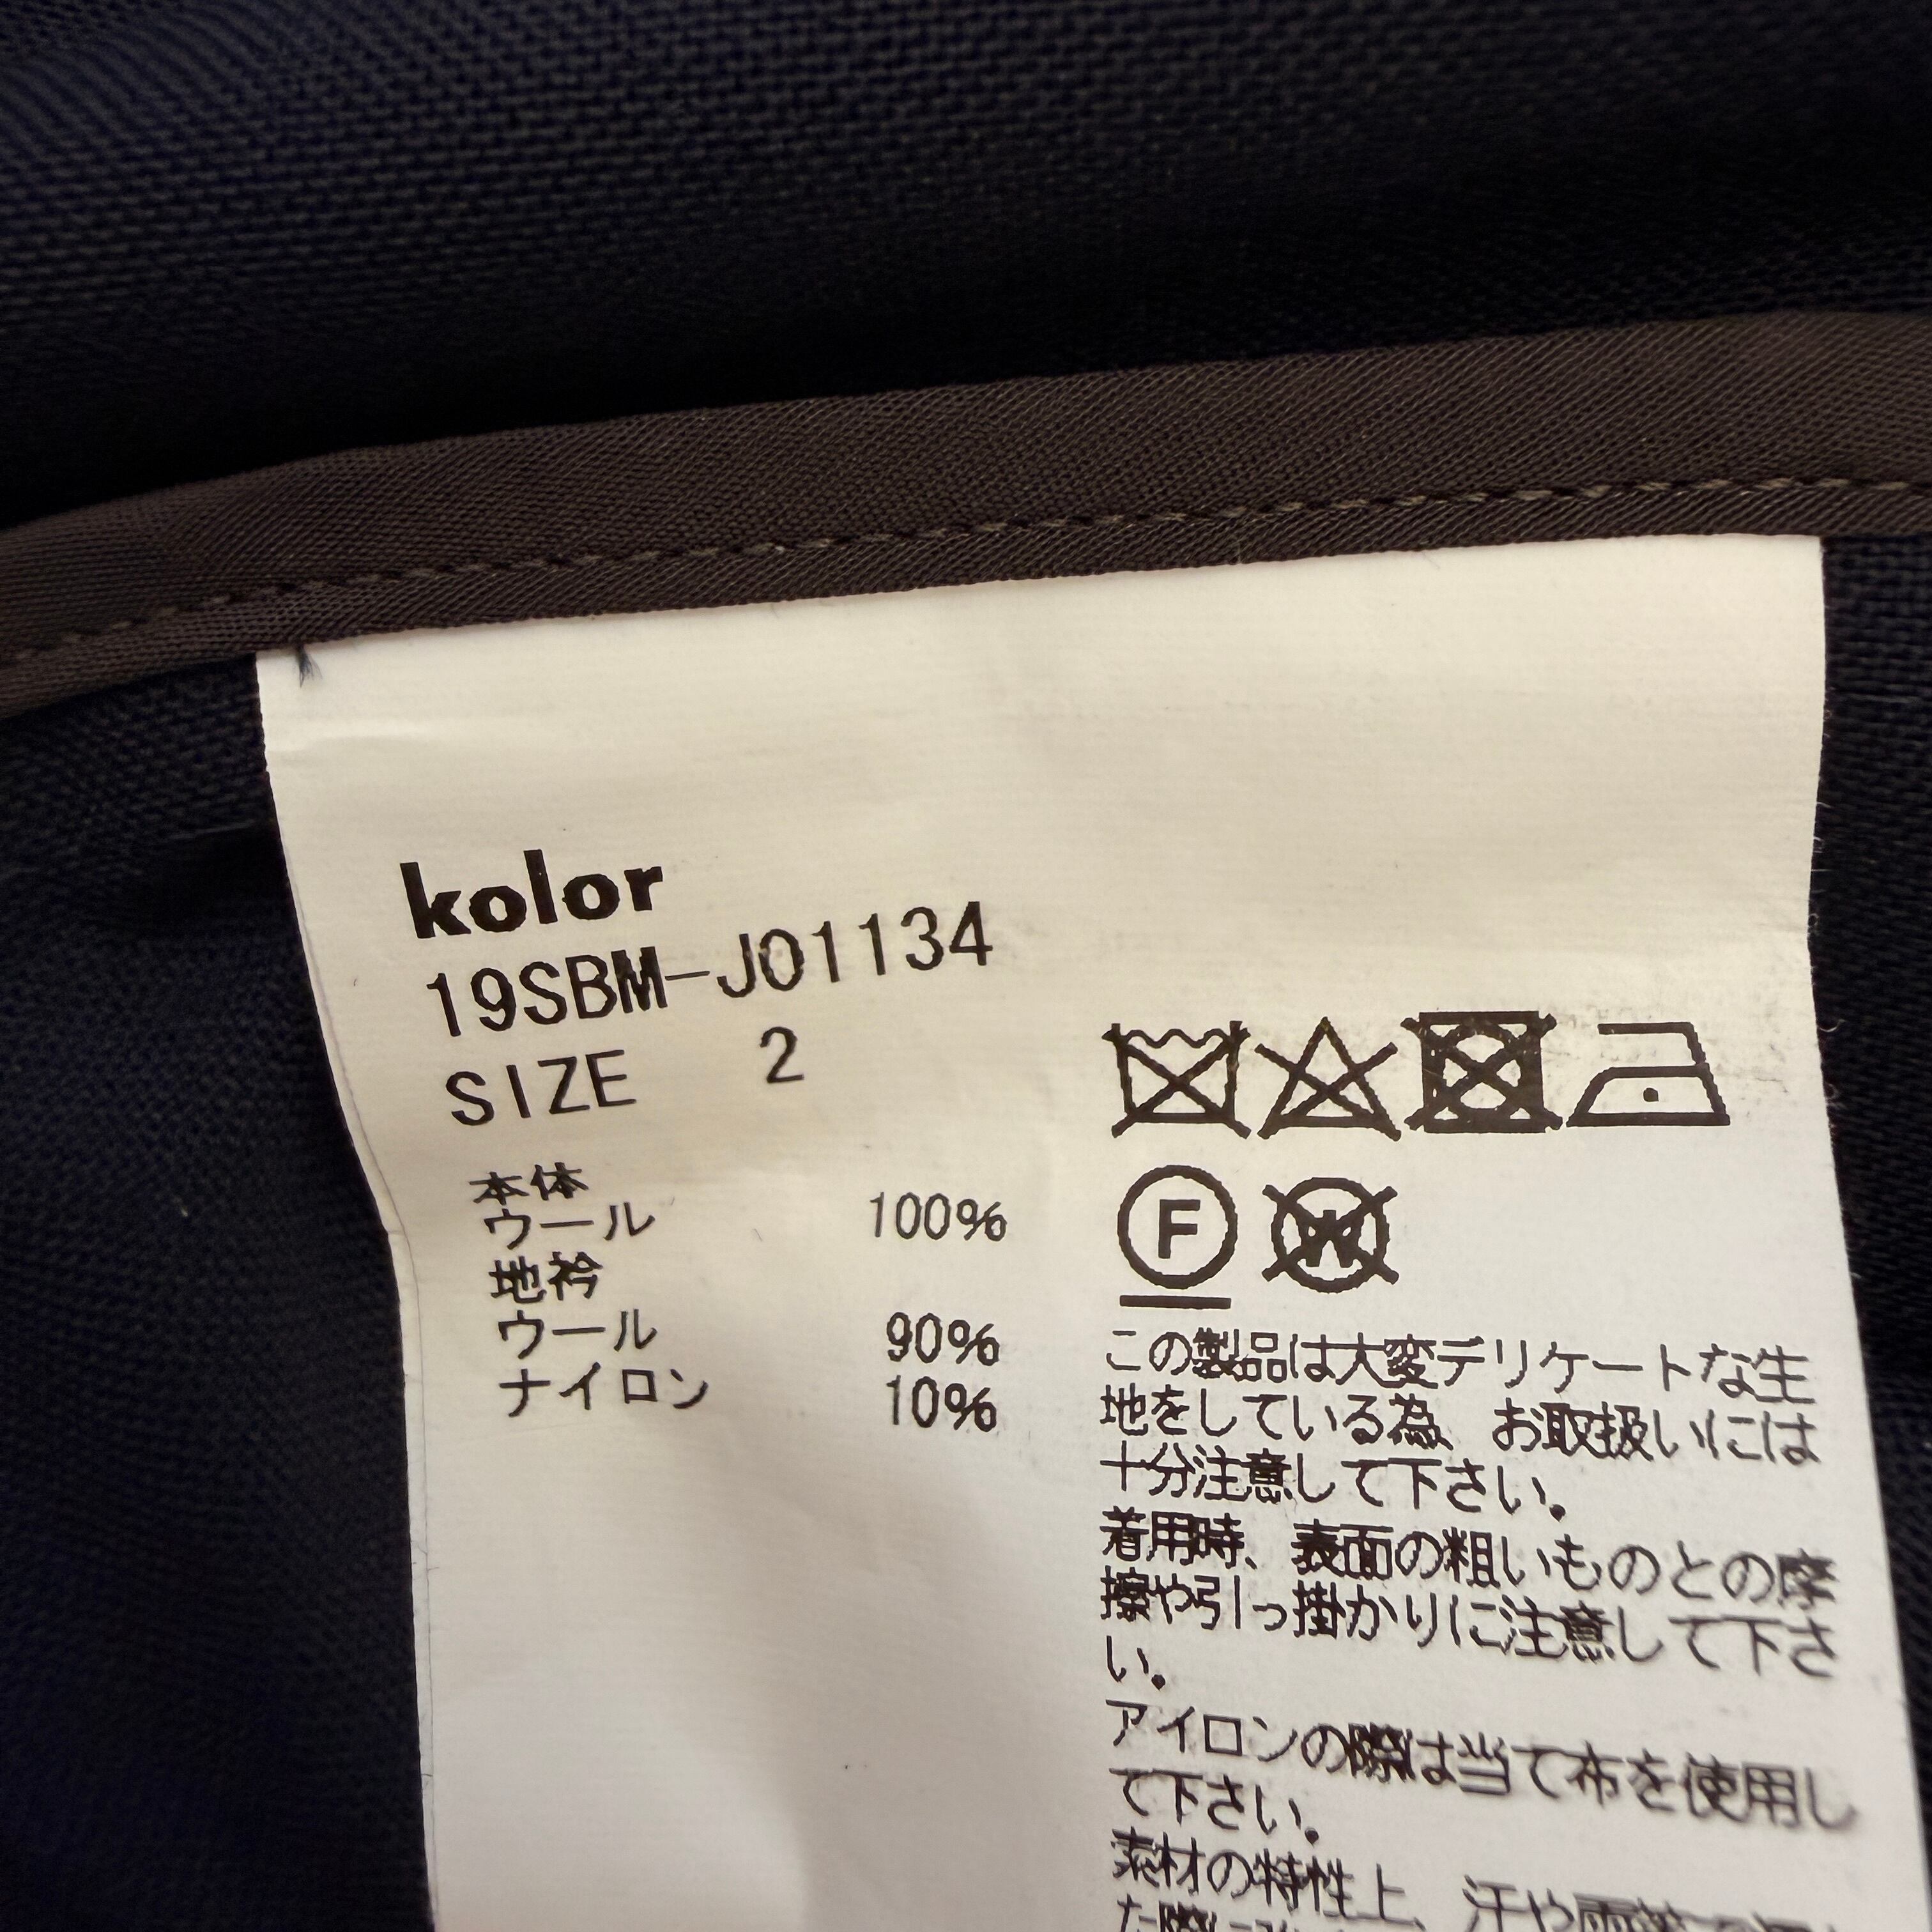 kolor
19SBM-J01134
SIZE 2
本体
ウール 100%
地衿
ウール 90%
ナイロン 10%
F
W
この製品は大変デリケートな生
地をしている為、お取扱いには
十分注意して下さい。
着用時、表面の粗いものとの摩
擦や引っ掛かりに注意して下さ
い。
アイロンの際は当て布を使用し
て下さい。
素材の特性上、汗や雨等で
た際に